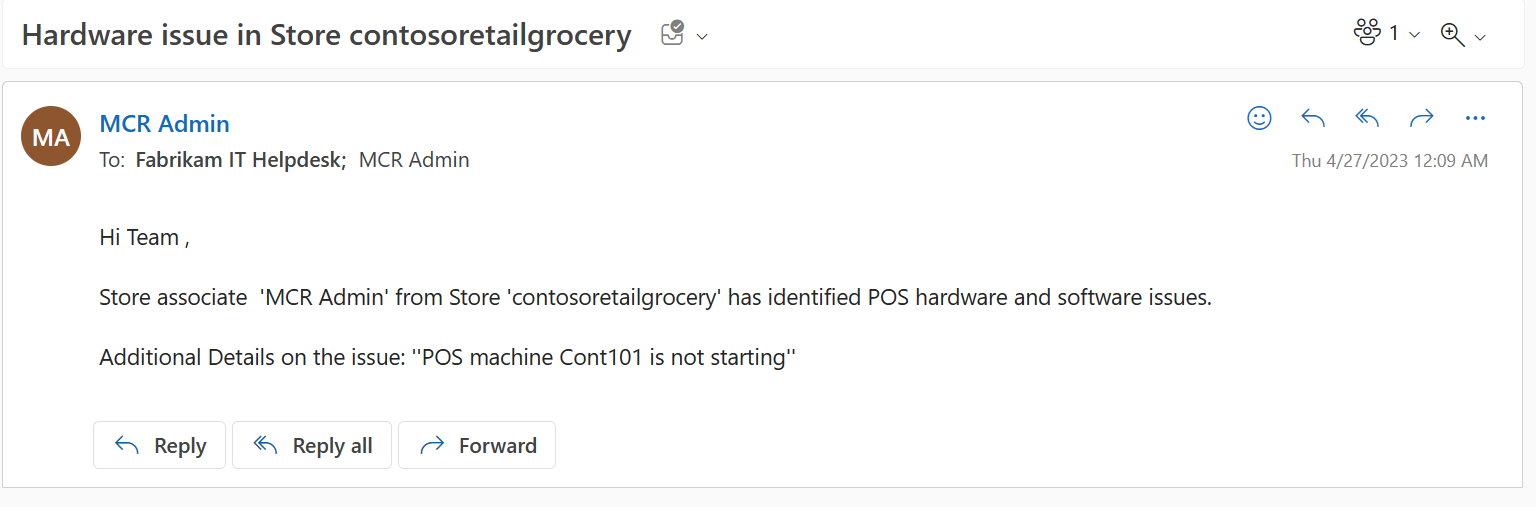 Hardware issue in Store contosoretailgrocery
1
MA
MCR Admin
To: Fabrikam IT Helpdesk; MCR Admin
Thu 4/27/2023 12:09 AM
Hi Team ,
Store associate  'MCR Admin' from Store 'contosoretailgrocery' has identified POS hardware and software issues.
Additional Details on the issue: ''POS machine Cont101 is not starting''
Reply
Reply all
Forward